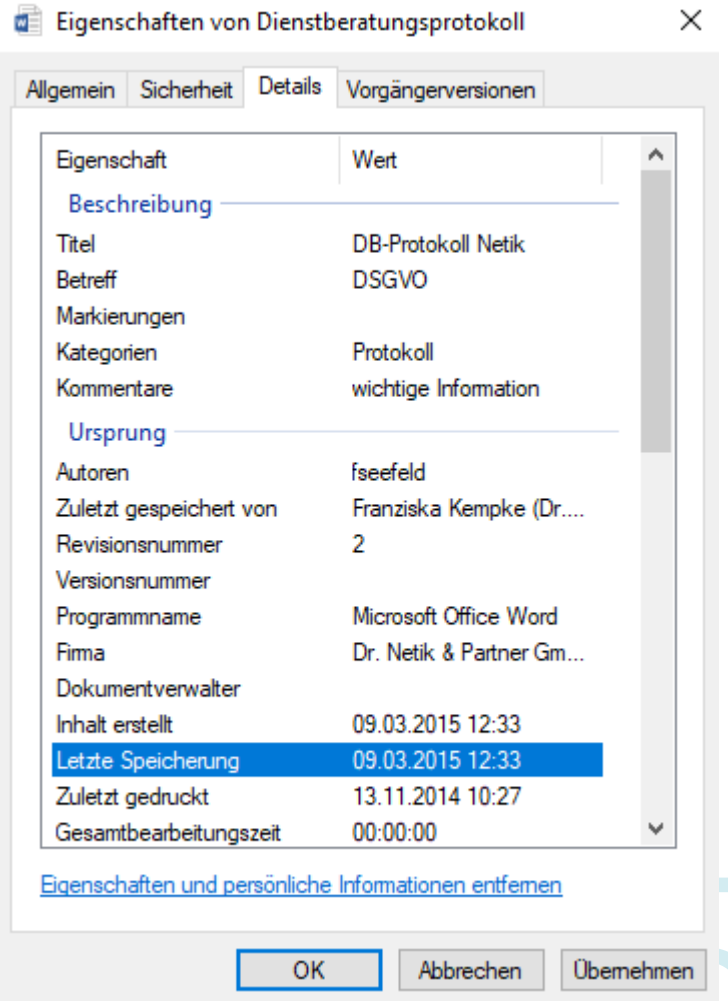 Eigenschaften von Dienstberatungsprotokoll
Allgemein Sicherheit Details Vorgängerversionen
Eigenschaft Wert
Beschreibung
Titel DB-Protokoll Netik
Betreff DSGVO
Markierungen
Kategorien Protokoll
Kommentare wichtige Information
Ursprung
Autoren fseefeld
Zuletzt gespeichert von Franziska Kempke (Dr....
Revisionsnummer 2
Versionsnummer
Programmname Microsoft Office Word
Firma Dr. Netik & Partner Gm...
Dokumentverwalter
Inhalt erstellt 09.03.2015 12:33
Letzte Speicherung 09.03.2015 12:33
Zuletzt gedruckt 13.11.2014 10:27
Gesamtbearbeitungszeit 00:00:00
Eigenschaften und persönliche Informationen entfernen
OK Abbrechen Übernehmen